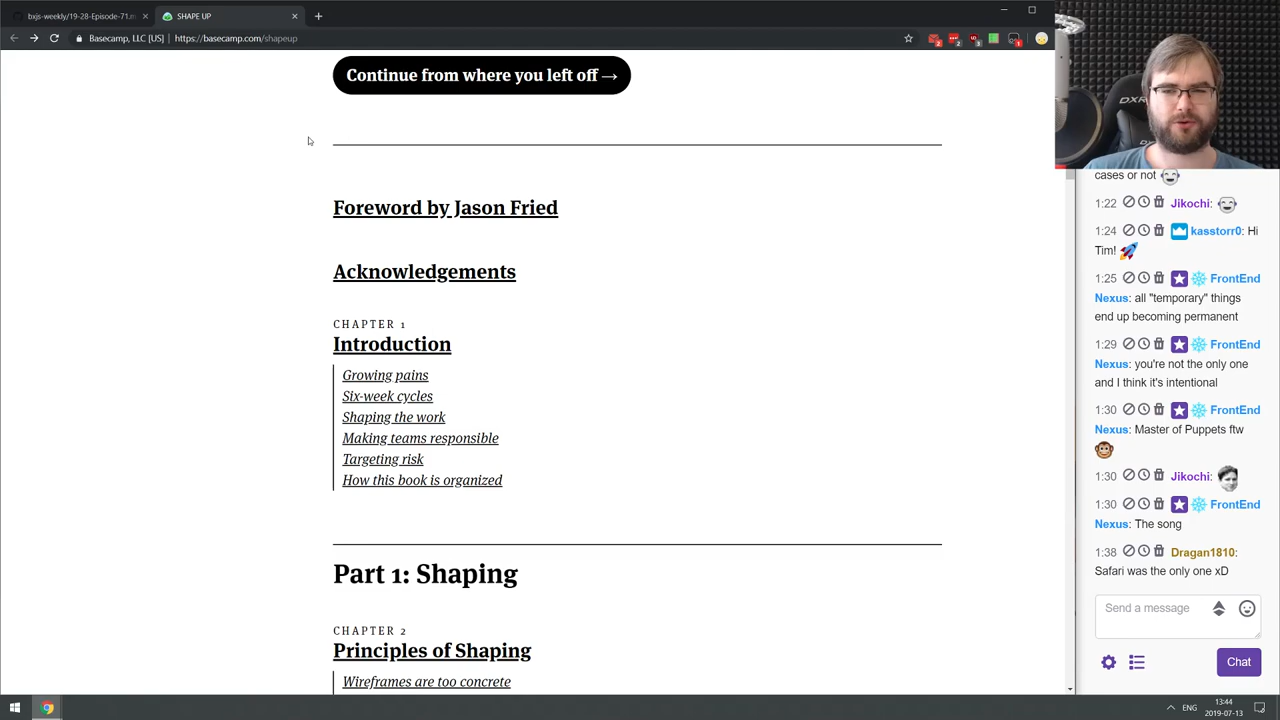 bxjs-weekly/19-28-Episode-71.m
SHAPE UP
Basecamp, LLC [US] | https://basecamp.com/shapeup
Continue from where you left off →
Foreword by Jason Fried
Acknowledgements
CHAPTER 1
Introduction
Growing pains
Six-week cycles
Shaping the work
Making teams responsible
Targeting risk
How this book is organized
Part 1: Shaping
CHAPTER 2
Principles of Shaping
Wireframes are too concrete
DXR
cases or not
1:22 Jikochi:
1:24 kasstorr0: Hi
Tim!
1:25 FrontEnd
Nexus: all "temporary" things
end up becoming permanent
1:29 FrontEnd
Nexus: you're not the only one
and I think it's intentional
1:30 FrontEnd
Nexus: Master of Puppets ftw
1:30 Jikochi:
1:30 FrontEnd
Nexus: The song
1:38 Dragan1810:
Safari was the only one xD
Send a message
Chat
ENG
13:44
2019-07-13